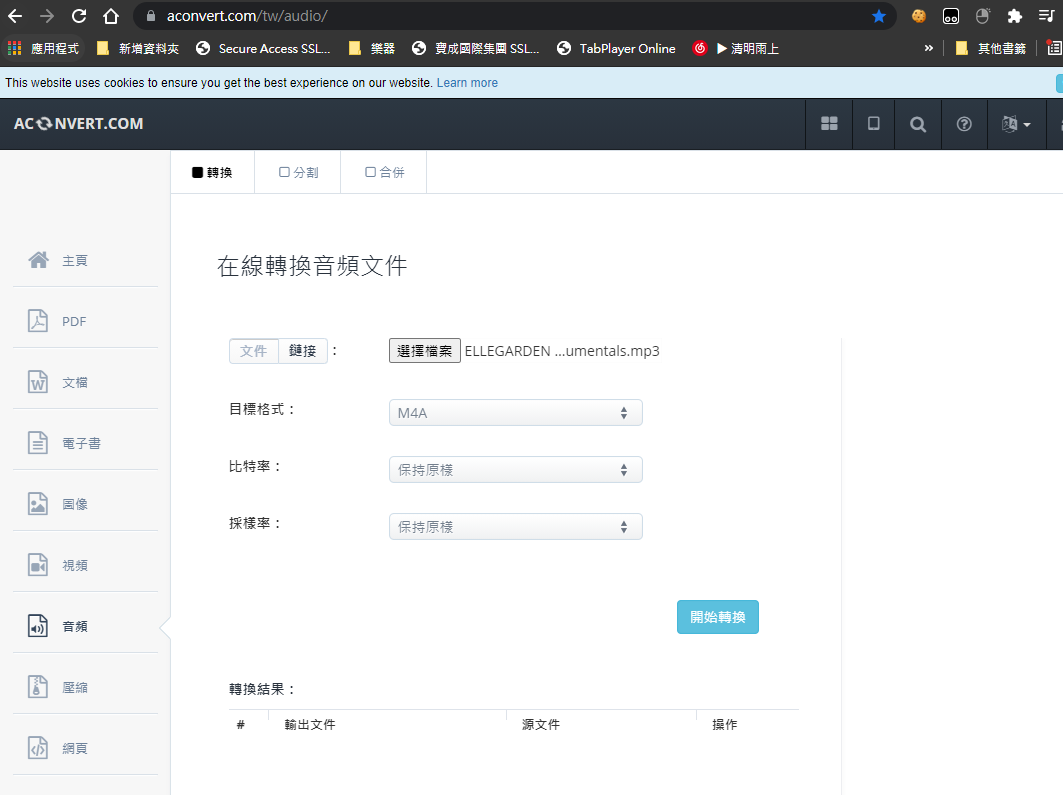 aconvert.com/tw/audio/
應用程式 新增資料夾 Secure Access SSL... 樂器 寶成國際集團 SSL... TabPlayer Online ▶ 清明雨上 » 其他書籤
This website uses cookies to ensure you get the best experience on our website. Learn more
ACONVERT.COM
轉換 分割 合併
主頁
PDF
文檔
電子書
圖像
視頻
音頻
壓縮
網頁
在線轉換音頻文件
文件 鏈接 : 選擇檔案 ELLEGARDEN ...umentals.mp3
目標格式： M4A
比特率： 保持原樣
採樣率： 保持原樣
開始轉換
轉換結果：
# 輸出文件 源文件 操作